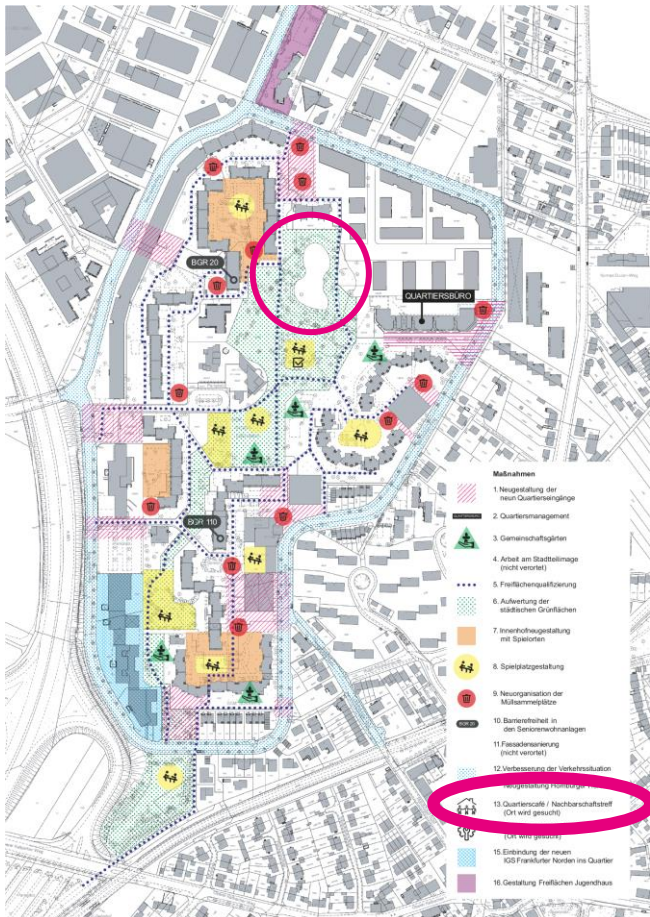 BGR 20
QUARTIERSBÜRO
BGR 110
Maßnahmen
1. Neugestaltung der
neun Quartierseingänge
2. Quartiersmanagement
3. Gemeinschaftsgärten
4. Arbeit am Stadtteilimage
(nicht verortet)
5. Freiflächenqualifizierung
6. Aufwertung der
städtischen Grünflächen
7. Innenhofneugestaltung
mit Spielorten
8. Spielplatzgestaltung
9. Neuorganisation der
Müllsammelplätze
BGR 20
10. Barrierefreiheit in
den Seniorenwohnanlagen
11. Fassadensanierung
(nicht verortet)
12. Verbesserung der Verkehrssituation
Neugestaltung Homburger
13. Quartierscafé / Nachbarschaftstreff
(Ort wird gesucht)
(Ort wird gesucht)
15. Einbindung der neuen
IGS Frankfurter Norden ins Quartier
16. Gestaltung Freiflächen Jugendhaus